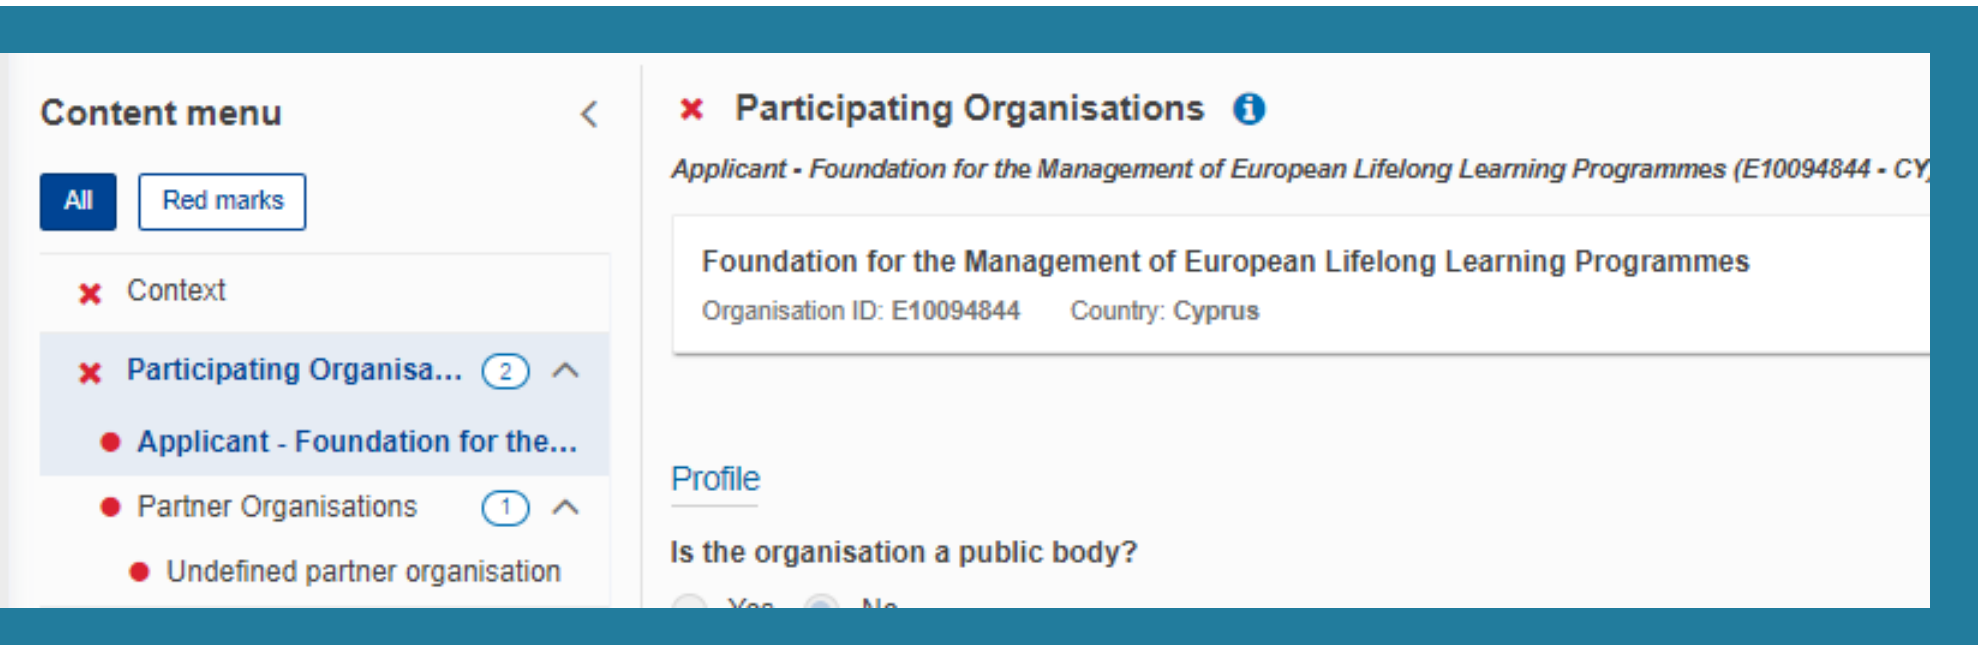 Content menu
All
Red marks
Context
Participating Organisa... 2
Applicant - Foundation for the...
Partner Organisations 1
Undefined partner organisation
Participating Organisations
Applicant - Foundation for the Management of European Lifelong Learning Programmes (E10094844 - CY)
Foundation for the Management of European Lifelong Learning Programmes
Organisation ID: E10094844 Country: Cyprus
Profile
Is the organisation a public body?
Yes No